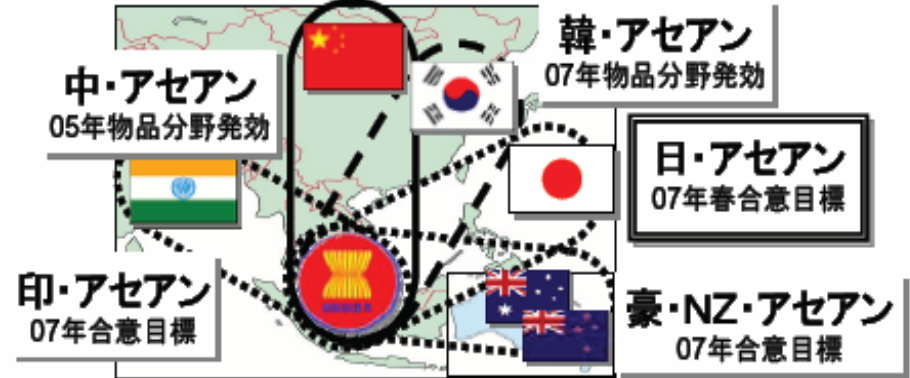 韓・アセアン
07年物品分野発効
中・アセアン
05年物品分野発効
日・アセアン
07年春合意目標
印・アセアン
07年合意目標
豪・NZ・アセアン
07年合意目標